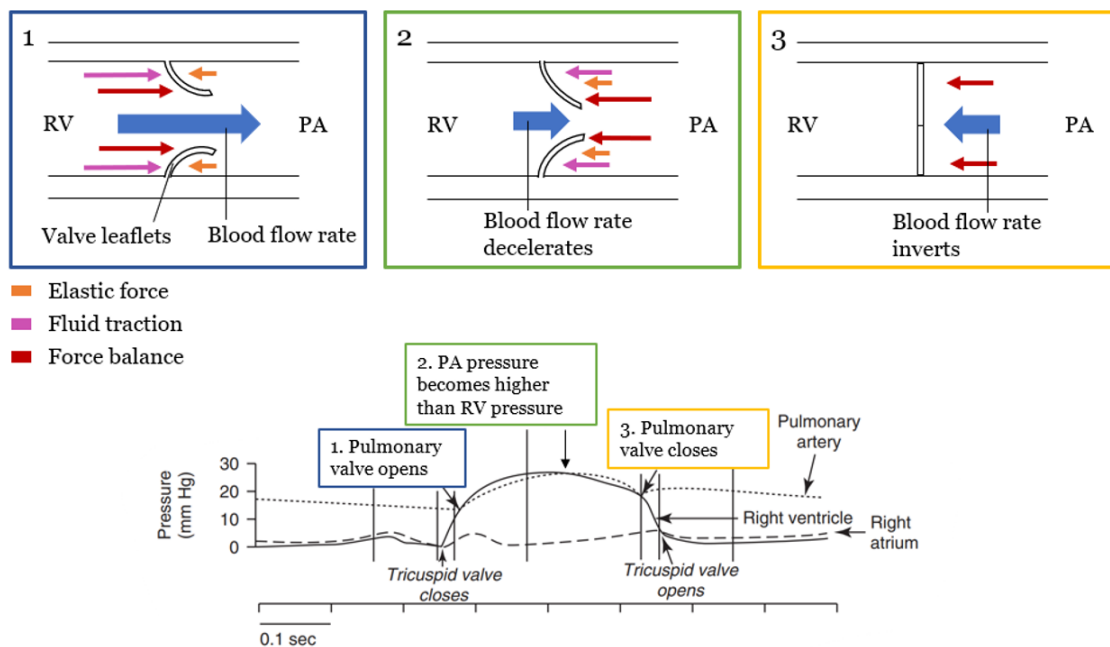 1
RV
PA
Valve leaflets
Blood flow rate
2
RV
PA
Blood flow rate
decelerates
3
RV
PA
Blood flow rate
inverts
Elastic force
Fluid traction
Force balance
2. PA pressure
becomes higher
than RV pressure
1. Pulmonary
valve opens
3. Pulmonary
valve closes
Pulmonary
artery
Pressure
(mm Hg)
30
20
10
0
Right ventricle
Right
atrium
Tricuspid valve
closes
Tricuspid valve
opens
0.1 sec